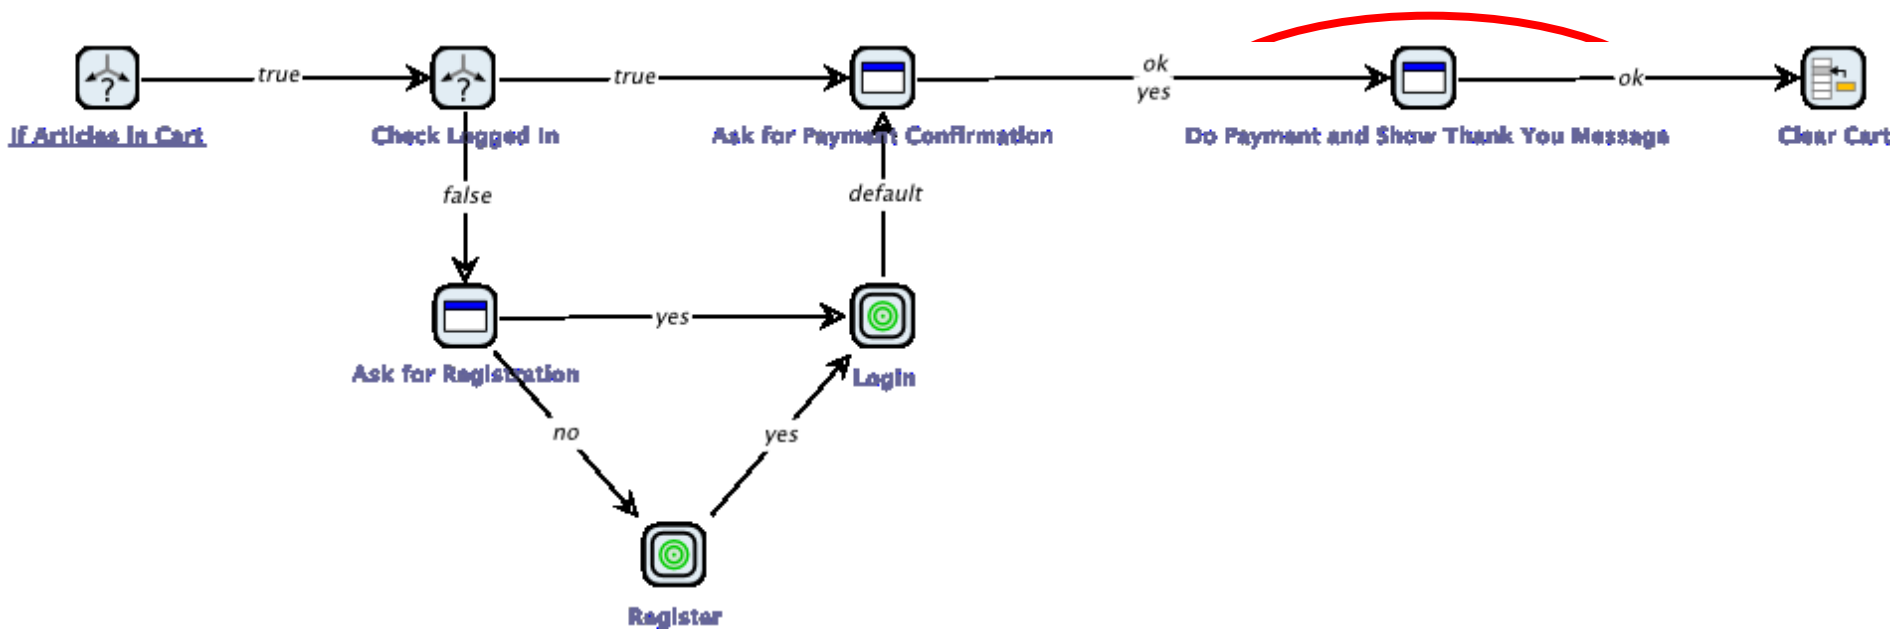 true
true
ok
yes
ok
If Articles in Cart
Check Logged In
Ask for Payment Confirmation
Do Payment and Show Thank You Message
Clear Cart
false
default
yes
Ask for Registration
Login
no
yes
Register